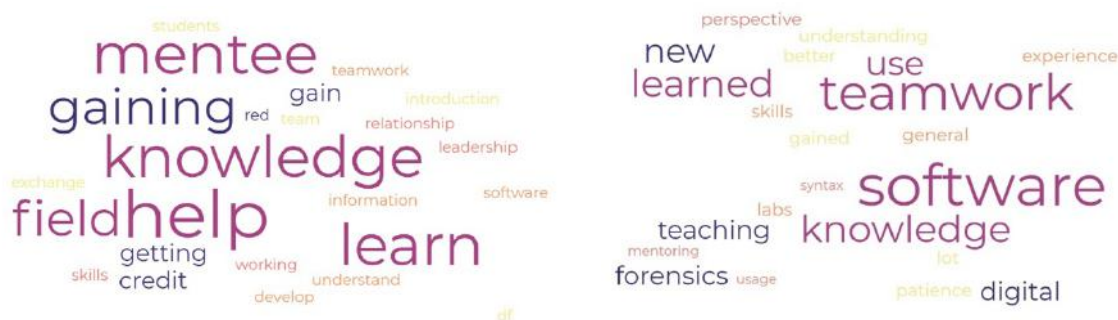 students
mentee
teamwork
gaining
gain
introduction
red
team
relationship
knowledge
leadership
exchange
information
software
field
help
learn
getting
working
skills
credit
understand
develop
df
perspective
new
understanding
better
use
experience
learned
teamwork
skills
gained
general
syntax
software
labs
teaching
knowledge
mentoring
lot
forensics
usage
patience
digital